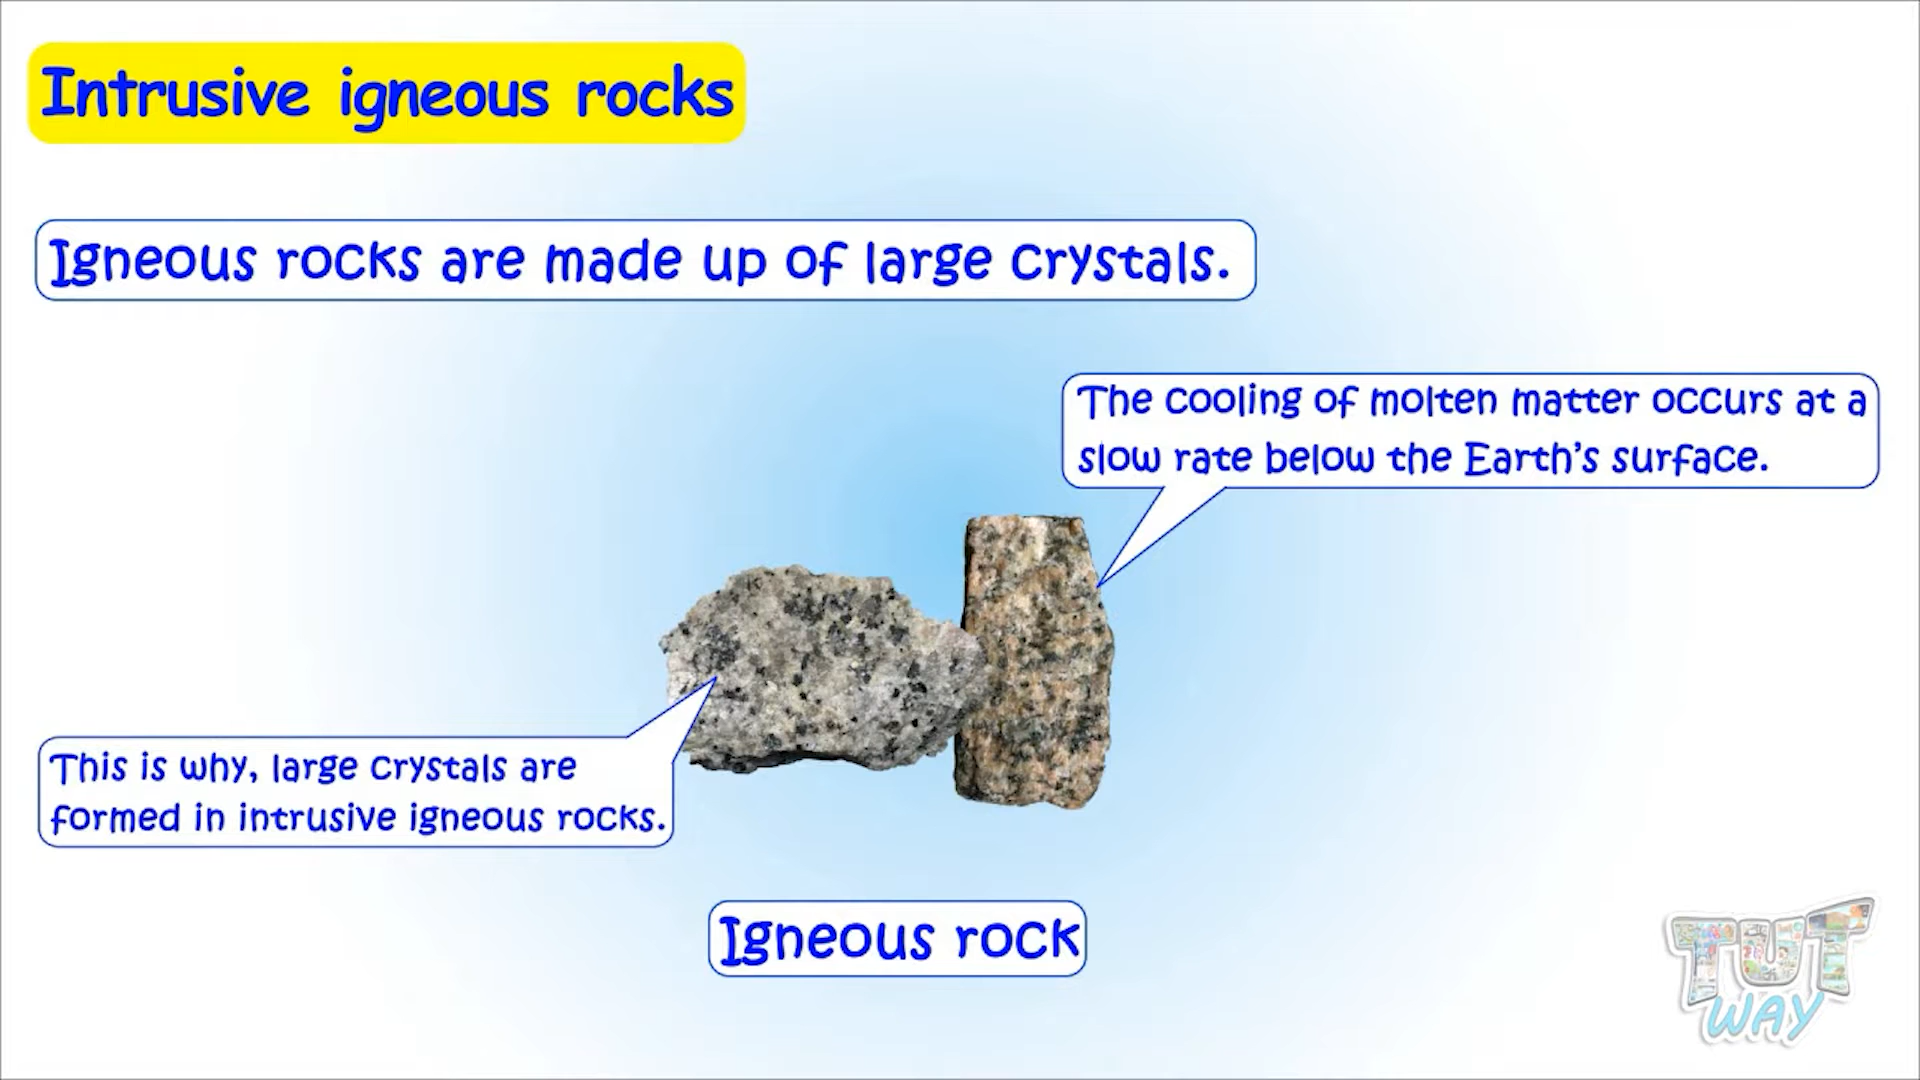 Intrusive igneous rocks
Igneous rocks are made up of large crystals.
The cooling of molten matter occurs at a
slow rate below the Earth's surface.
This is why, large crystals are
formed in intrusive igneous rocks.
Igneous rock
TUT
WAY